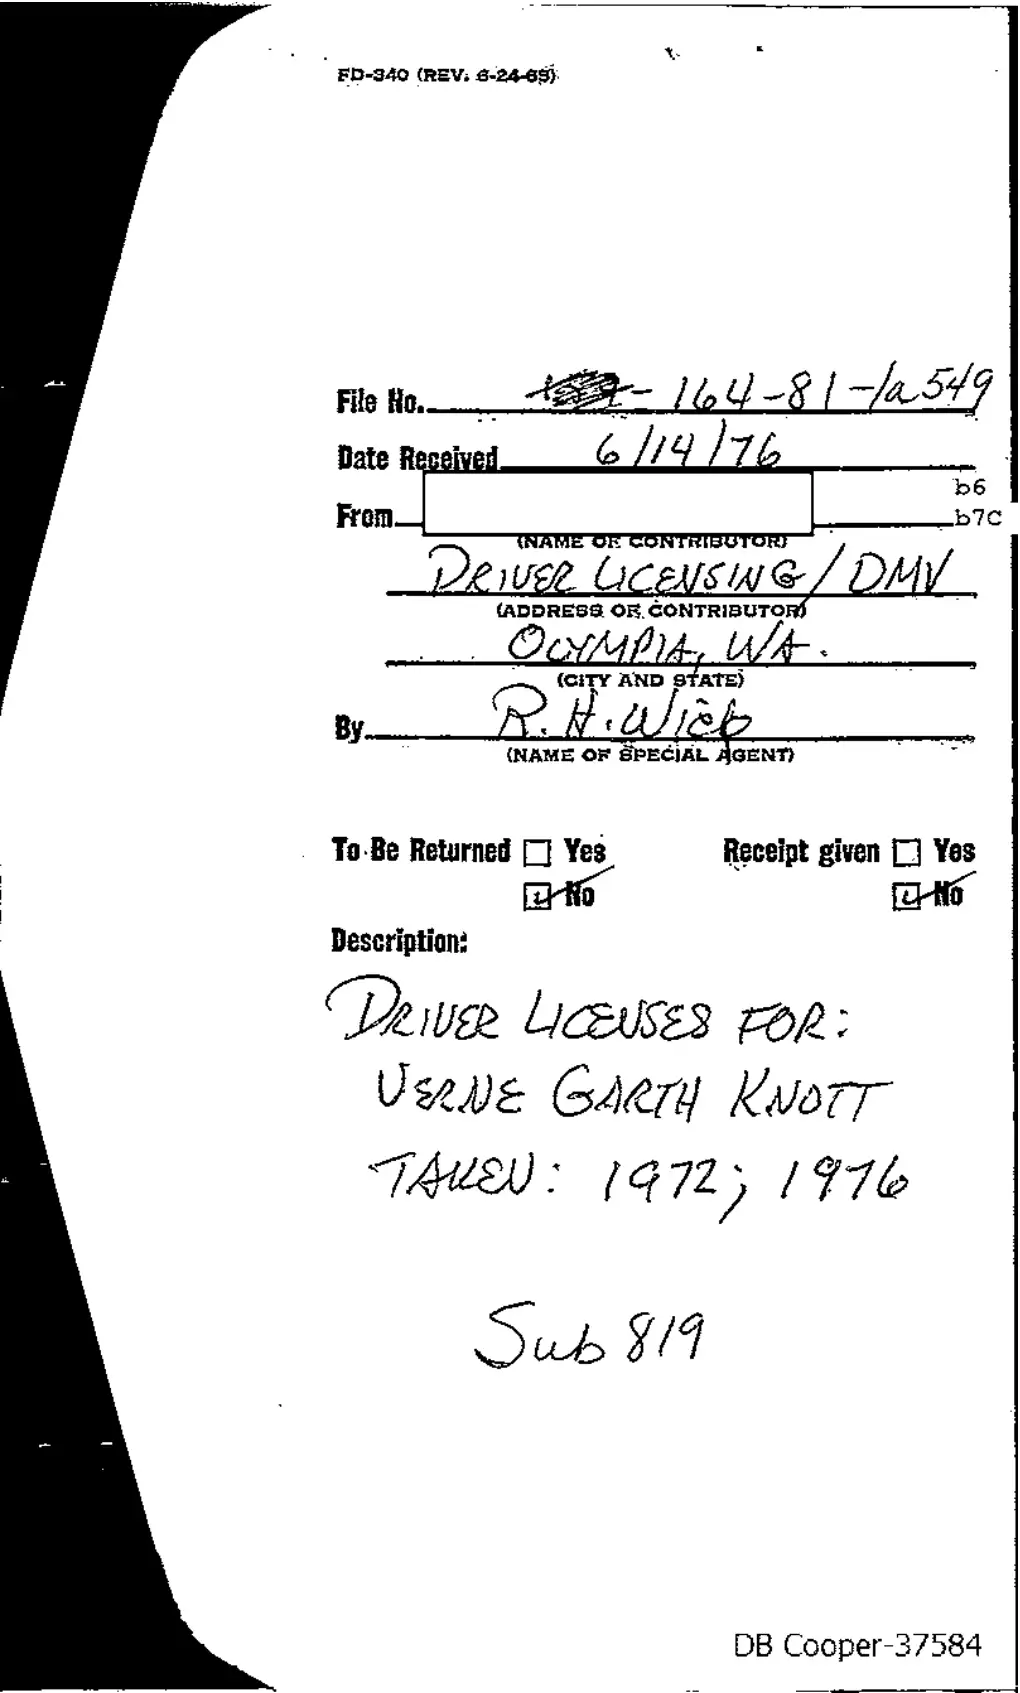 FD-340 (REV. 6-24-65)
File No. 164-81-1a549
Date Received 6/14/76
b6
From b7C
(NAME OF CONTRIBUTOR)
DRIVER LICENSING/DMV
(ADDRESS OF CONTRIBUTOR)
OLYMPIA, WA.
(CITY AND STATE)
By R. H. Wieb
(NAME OF SPECIAL AGENT)
To Be Returned Yes Receipt given Yes
No No
Description:
DRIVER LICENSES FOR:
VERNE GARTH KNOTT
TAKEN: 1972; 1976
Sub 819
DB Cooper-37584